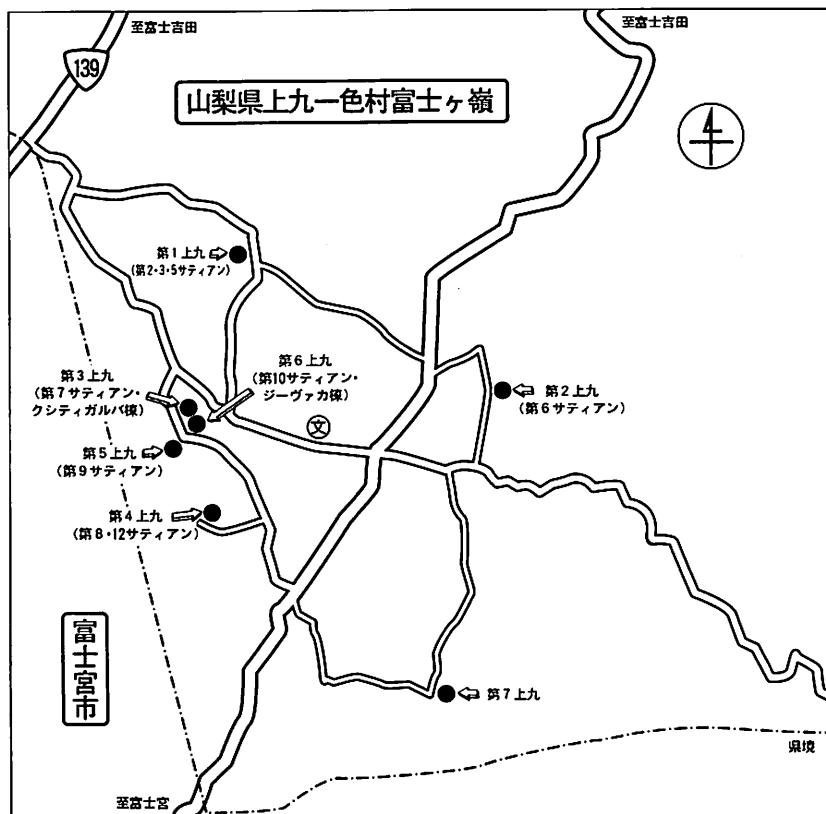 至富士吉田
至富士吉田
139
山梨県上九一色村富士ヶ嶺
第1上九
(第2・3・5サティアン)
第3上九
(第7サティアン・
クシティガルバ棟)
第6上九
(第10サティアン・
ジーヴァカ棟)
第2上九
(第6サティアン)
文
第5上九
(第9サティアン)
第4上九
(第8・12サティアン)
富士宮市
第7上九
県境
至富士宮